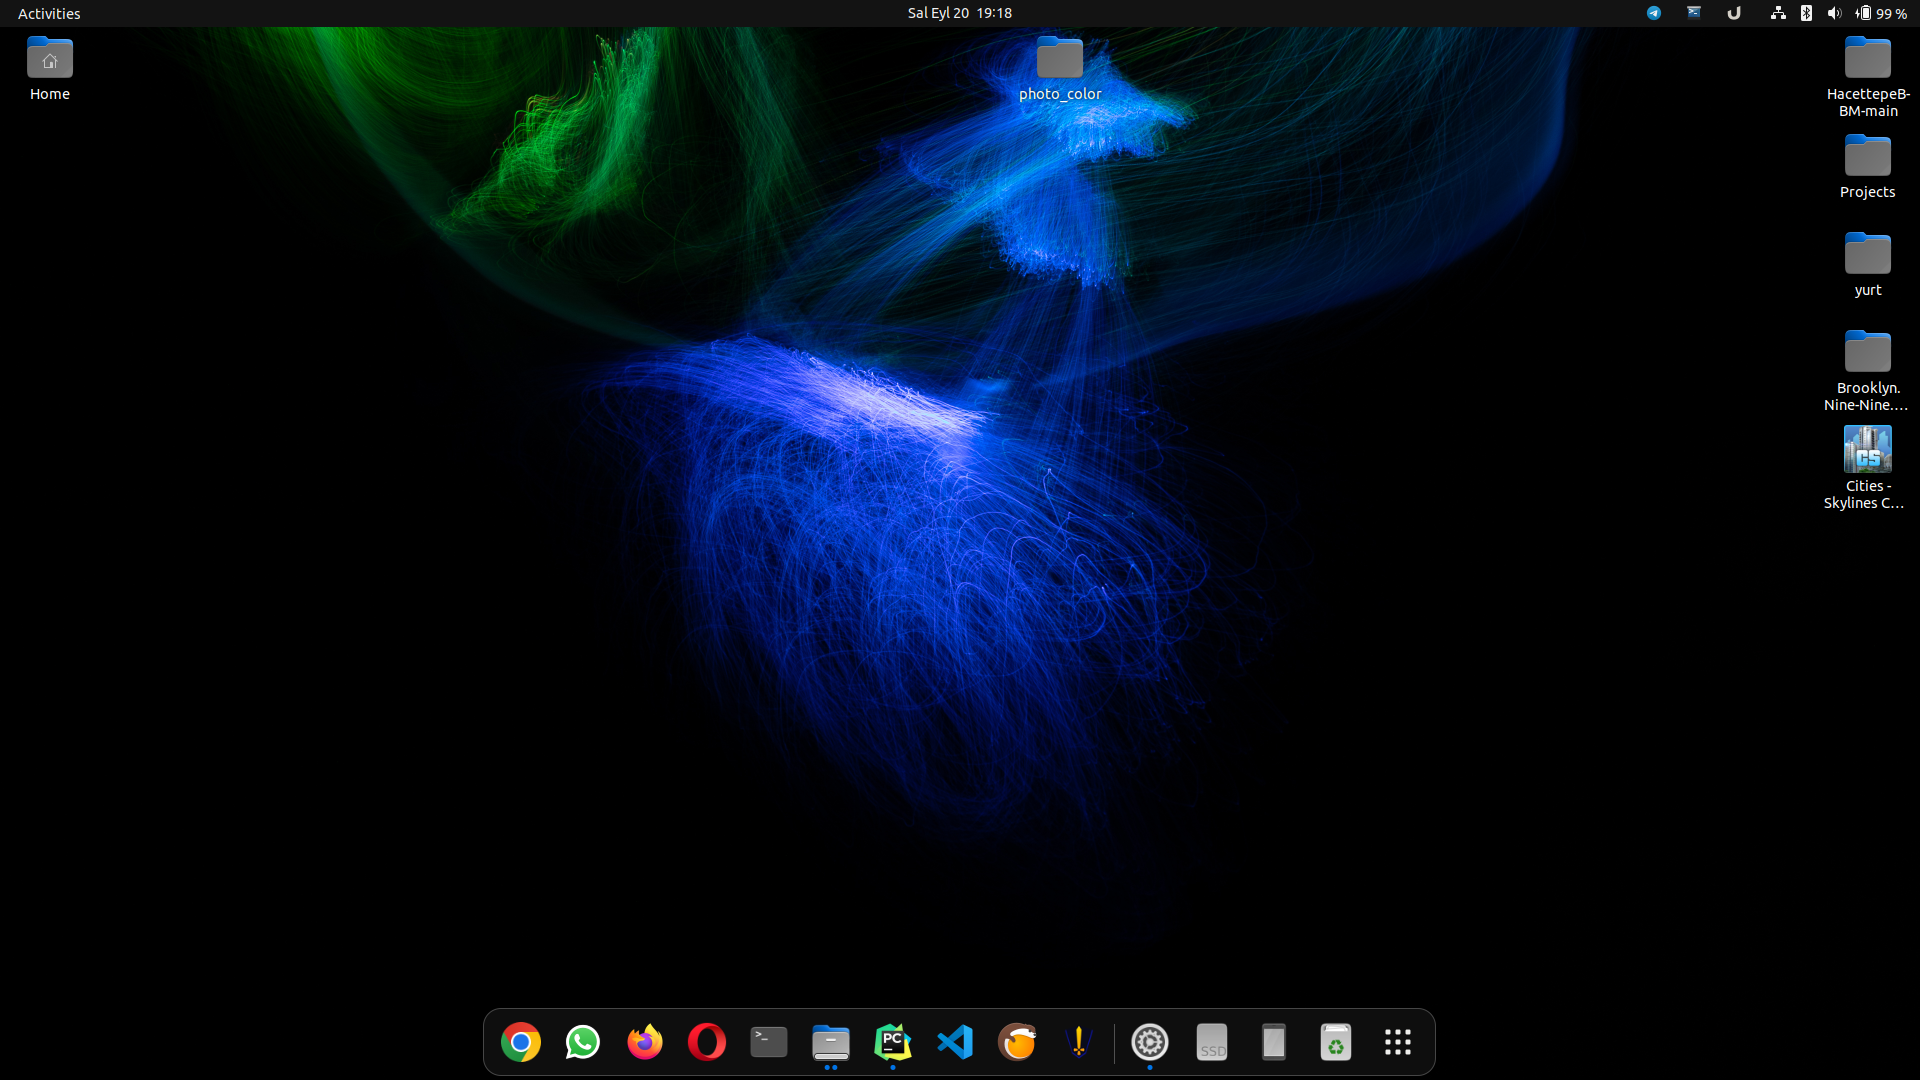 Activities
Sal Eyl 20 19:18
99 %
Home
photo_color
HacettepeB-
BM-main
Projects
yurt
Brooklyn.
Nine-Nine....
CS
Cities -
Skylines C...
>_
PC
SSD